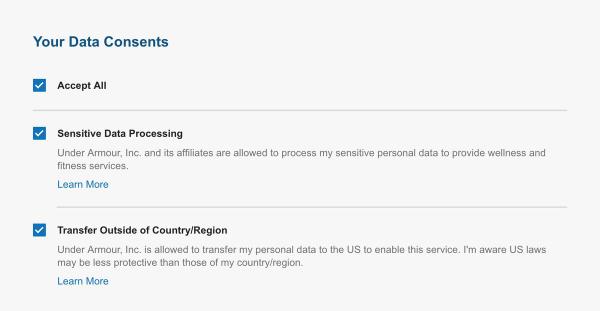 Your Data Consents
Accept All
Sensitive Data Processing
Under Armour, Inc. and its affiliates are allowed to process my sensitive personal data to provide wellness and
fitness services.
Learn More
Transfer Outside of Country/Region
Under Armour, Inc. is allowed to transfer my personal data to the US to enable this service. I'm aware US laws
may be less protective than those of my country/region.
Learn More